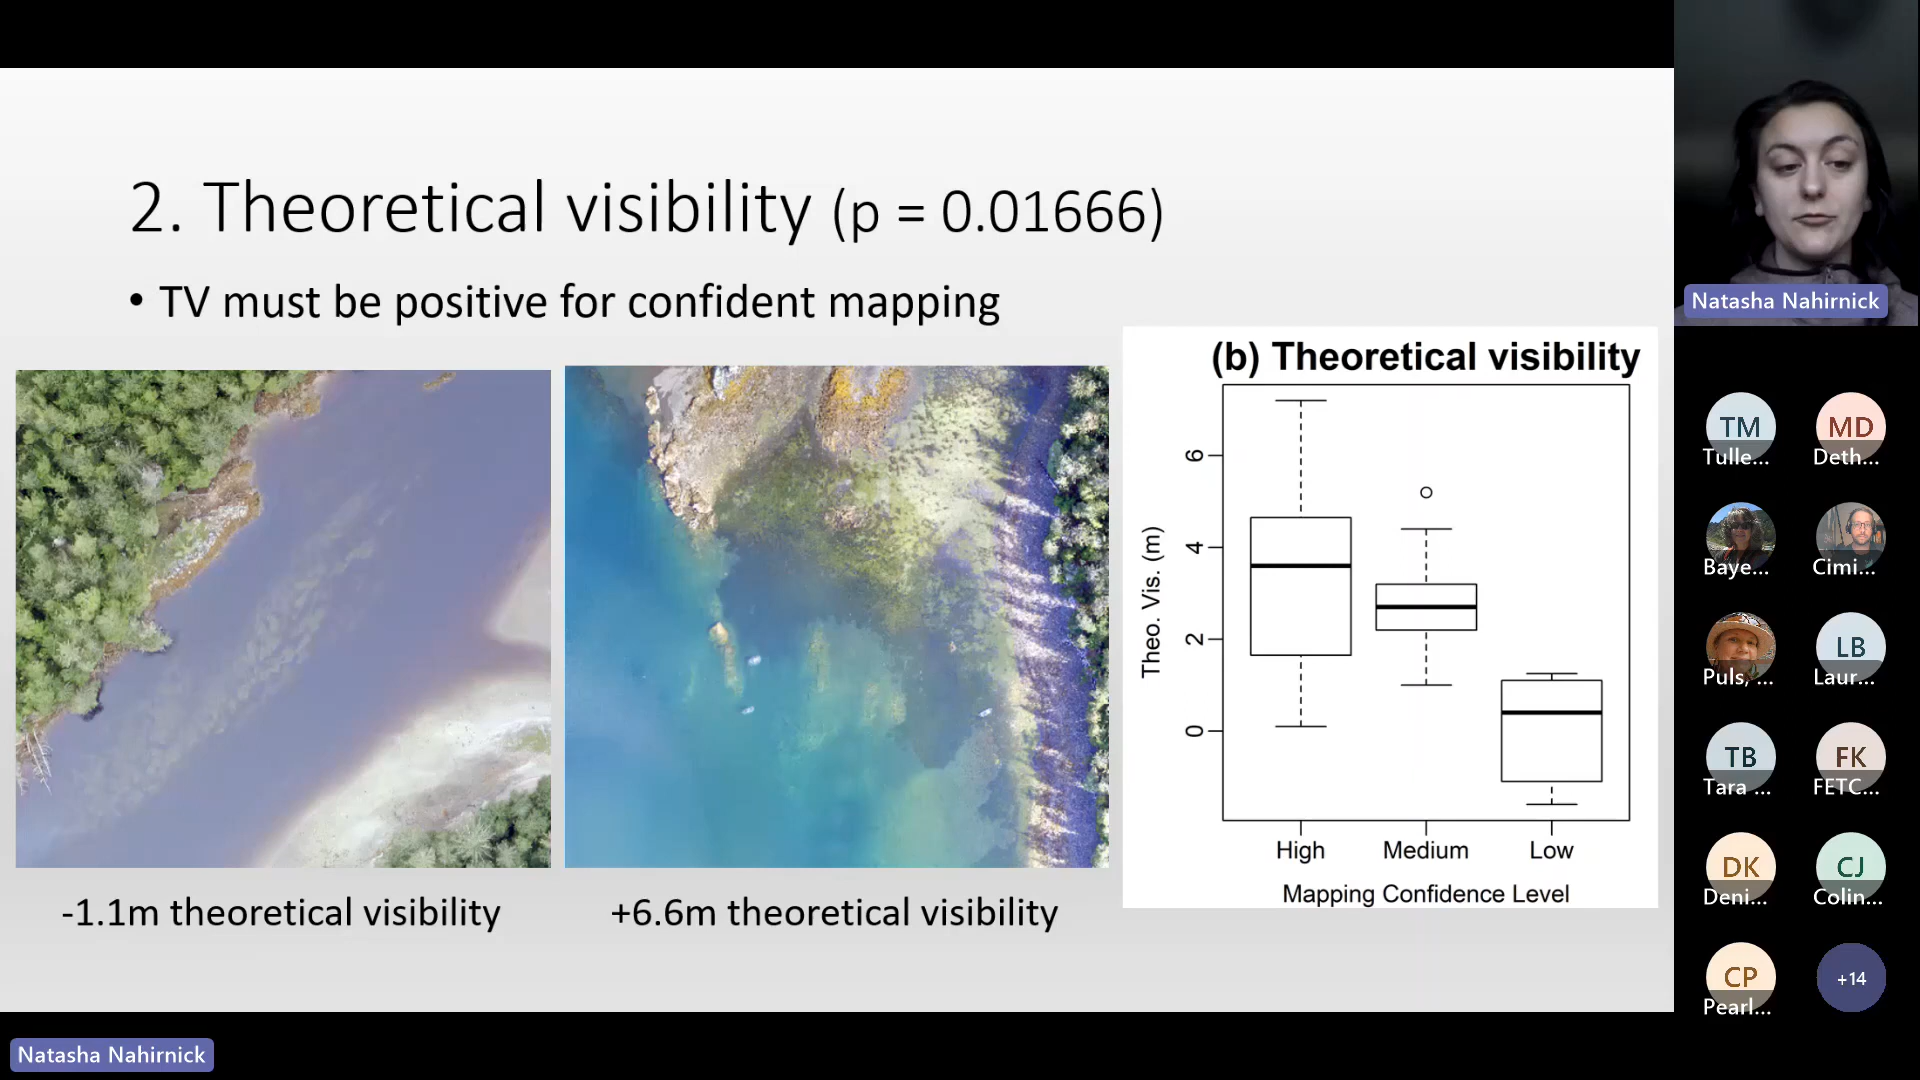 2. Theoretical visibility (p = 0.01666)
• TV must be positive for confident mapping
-1.1m theoretical visibility
+6.6m theoretical visibility
(b) Theoretical visibility
Theo. Vis. (m)
6
4
2
0
High Medium Low
Mapping Confidence Level
Natasha Nahirnick
TM
Tulle...
MD
Deth...
Baye...
Cimi...
Puls, ...
LB
Laur...
TB
Tara ...
FK
FETC...
DK
Deni...
CJ
Colin...
CP
Pearl...
+14
Natasha Nahirnick